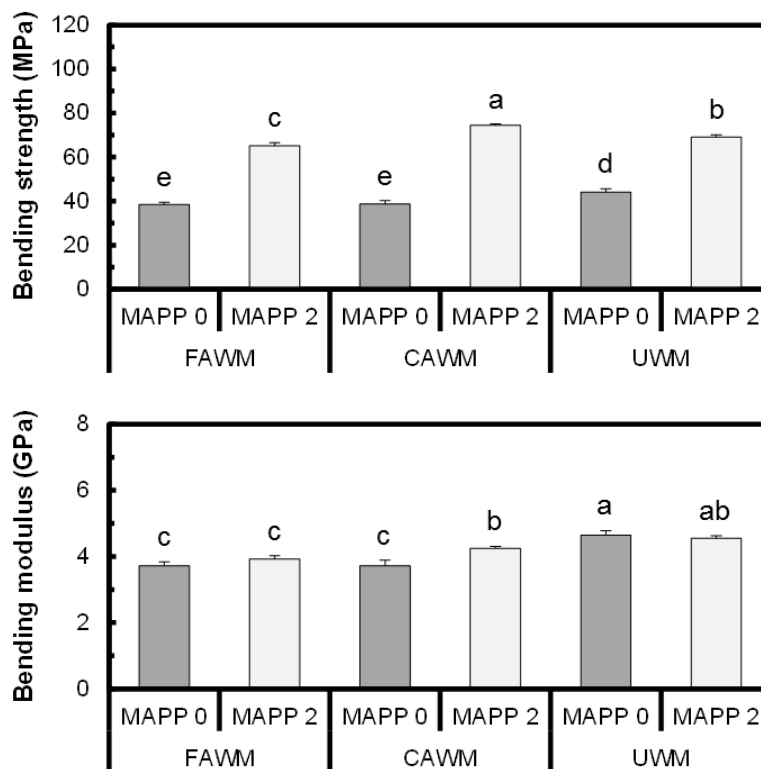 Bending strength (MPa)
120
100
80
60
40
20
0
e
c
e
a
d
b
MAPP 0 MAPP 2 MAPP 0 MAPP 2 MAPP 0 MAPP 2
FAWM CAWM UWM
Bending modulus (GPa)
8
6
4
2
0
c
c
c
b
a
ab
MAPP 0 MAPP 2 MAPP 0 MAPP 2 MAPP 0 MAPP 2
FAWM CAWM UWM